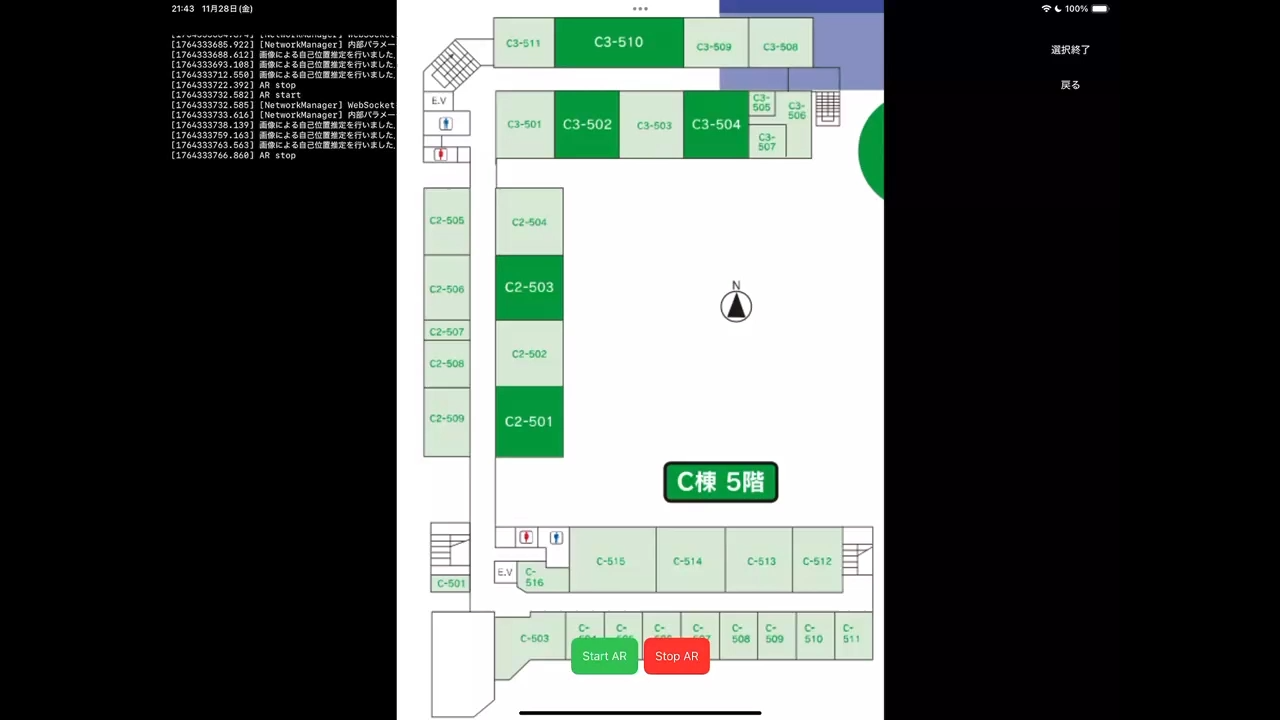 21:43 11月28日(金)
100%
[1764333685.922] [NetworkManager] 内部パラメー
[1764333688.612] 画像による自己位置推定を行いました.
[1764333693.108] 画像による自己位置推定を行いました.
[1764333712.550] 画像による自己位置推定を行いました.
[1764333722.392] AR stop
[1764333732.582] AR start
[1764333732.585] [NetworkManager] WebSocket
[1764333733.616] [NetworkManager] 内部パラメー
[1764333738.139] 画像による自己位置推定を行いました.
[1764333759.163] 画像による自己位置推定を行いました.
[1764333763.563] 画像による自己位置推定を行いました.
[1764333766.860] AR stop
選択終了
戻る
C3-511
C3-510
C3-509
C3-508
E.V
C3-501
C3-502
C3-503
C3-504
C3-
505
C3-
506
C3-
507
C2-505
C2-504
C2-506
C2-503
C2-507
C2-502
C2-508
C2-509
C2-501
N
C棟 5階
C-515
C-514
C-513
C-512
E.V
C-
516
C-501
C-503
C-
C-
C-
C-
C-
508
C-
509
C-
510
C-
511
Start AR
Stop AR